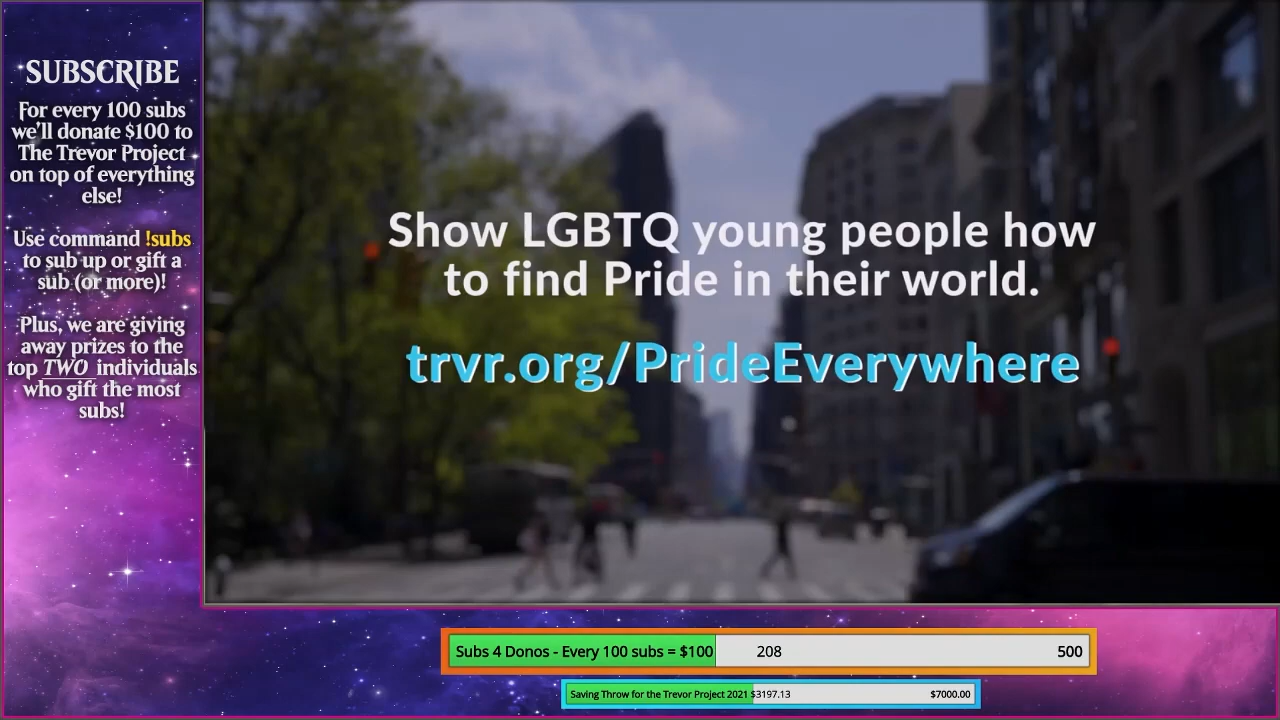 SUBSCRIBE
For every 100 subs
we'll donate $100 to
The Trevor Project
on top of everything
else!
Use command !subs
to sub up or gift a
sub (or more)!
Plus, we are giving
away prizes to the
top TWO individuals
who gift the most
subs!
Show LGBTQ young people how
to find Pride in their world.
trvr.org/PrideEverywhere
Subs 4 Donos - Every 100 subs = $100 208 500
Saving Throw for the Trevor Project 2021 $3197.13 $7000.00